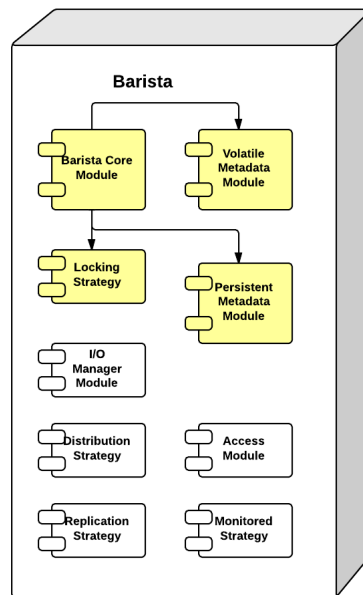 Barista
Barista Core
Module
Volatile
Metadata
Module
Locking
Strategy
Persistent
Metadata
Module
I/O
Manager
Module
Distribution
Strategy
Access
Module
Replication
Strategy
Monitored
Strategy